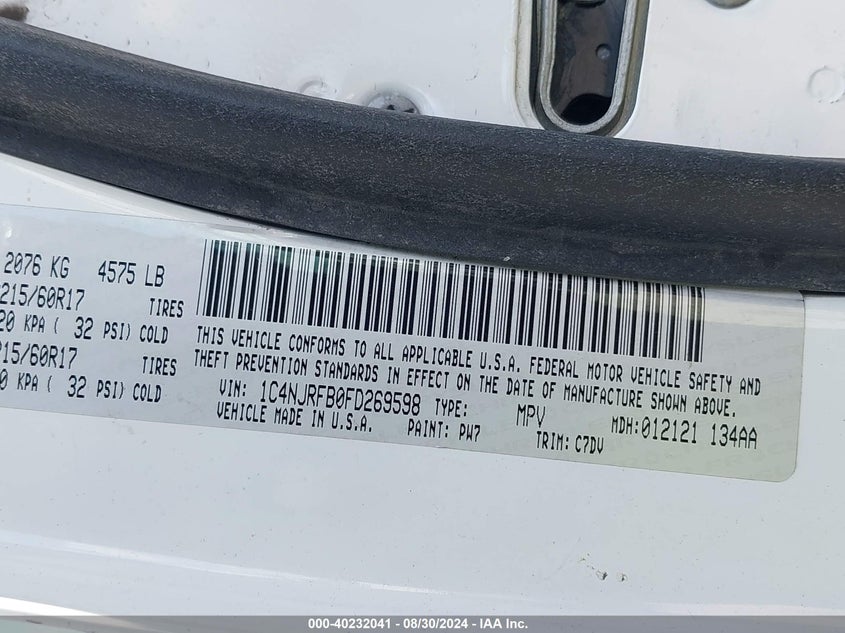 2076 KG 4575 LB
215/60R17 TIRES
20 KPA ( 32 PSI) COLD
215/60R17 TIRES
0 KPA ( 32 PSI) COLD
THIS VEHICLE CONFORMS TO ALL APPLICABLE U.S.A. FEDERAL MOTOR VEHICLE SAFETY AND
THEFT PREVENTION STANDARDS IN EFFECT ON THE DATE OF MANUFACTURE SHOWN ABOVE.
VIN: 1C4NJRFB0FD269598 TYPE: MPV MDH:012121 134AA
VEHICLE MADE IN U.S.A. PAINT: PW7 TRIM: C7DV
000-40232041 - 08/30/2024 - IAA Inc.